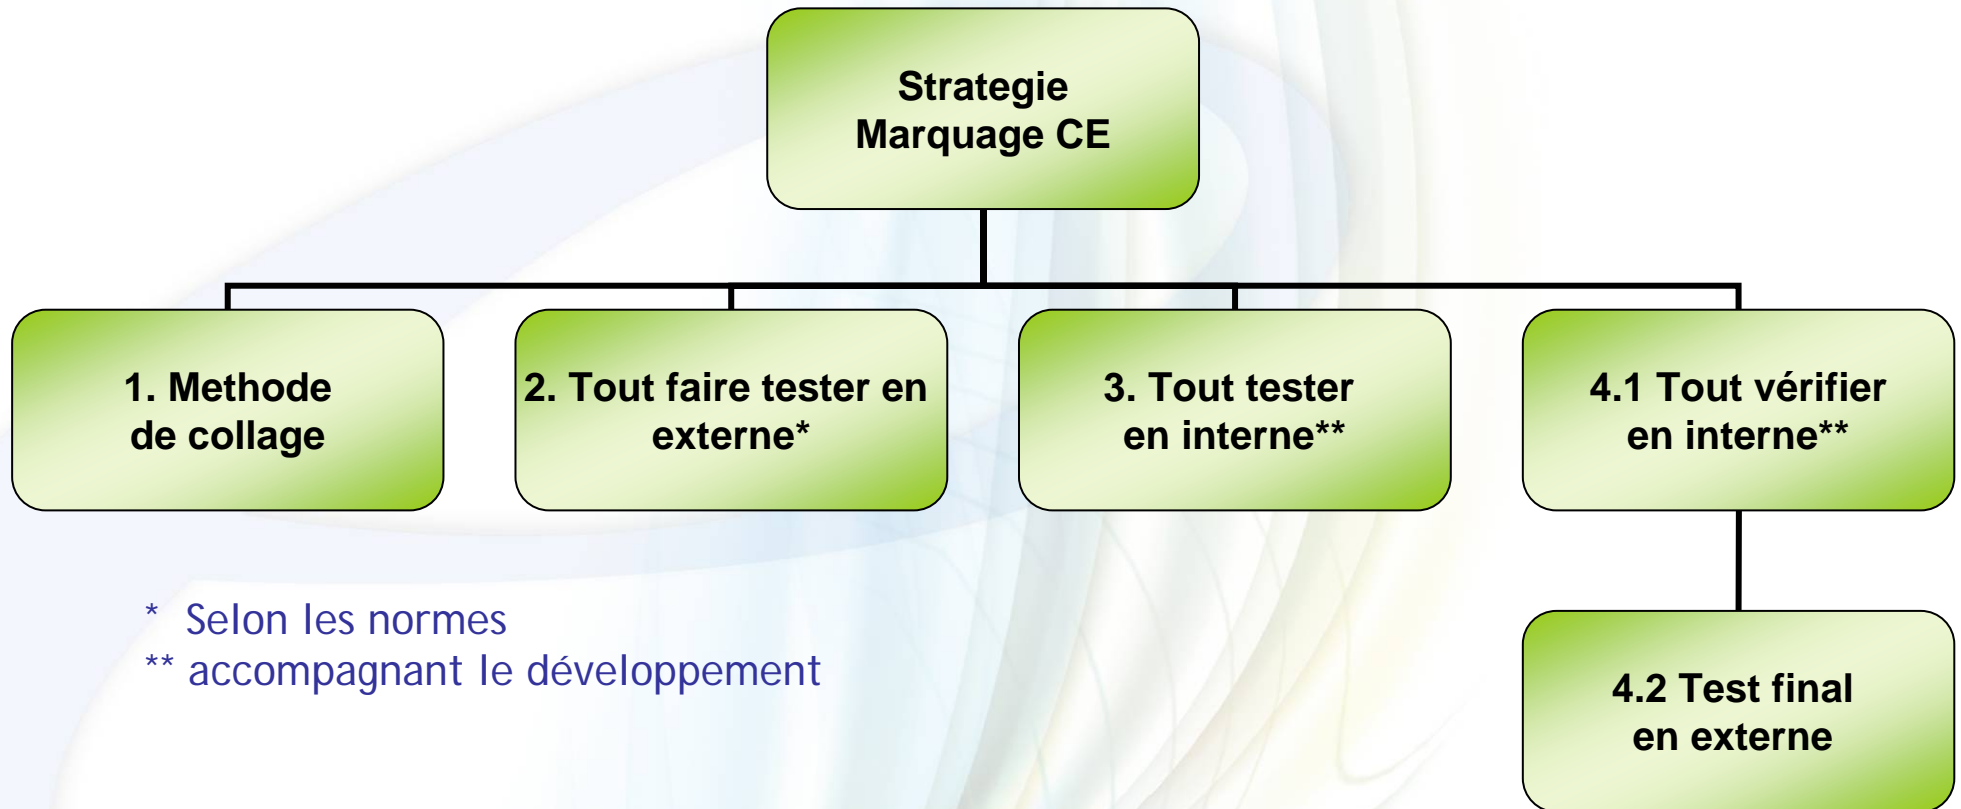 Strategie
Marquage CE
1. Methode
de collage
2. Tout faire tester en
externe*
3. Tout tester
en interne**
4.1 Tout vérifier
en interne**
* Selon les normes
** accompagnant le développement
4.2 Test final
en externe